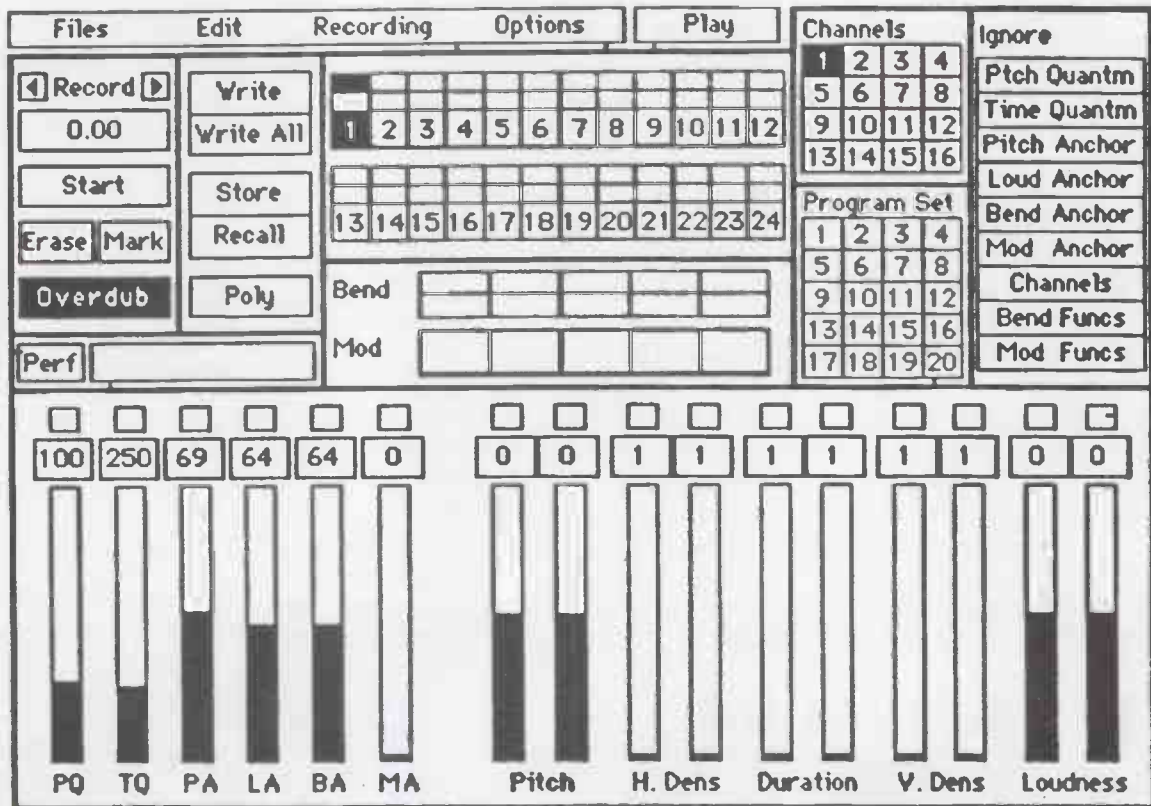 Files Edit Recording Options Play
Record
0.00
Start
Erase Mark
Overdub
Perf
Write
Write All
Store
Recall
Poly
1 2 3 4 5 6 7 8 9 10 11 12
13 14 15 16 17 18 19 20 21 22 23 24
Bend
Mod
Channels
1 2 3 4
5 6 7 8
9 10 11 12
13 14 15 16
Program Set
1 2 3 4
5 6 7 8
9 10 11 12
13 14 15 16
17 18 19 20
Ignore
Ptch Quantm
Time Quantm
Pitch Anchor
Loud Anchor
Bend Anchor
Mod Anchor
Channels
Bend Funcs
Mod Funcs
100 250 69 64 64 0 0 0 1 1 1 1 1 1 0 0
PQ TQ PA LA BA MA Pitch H. Dens Duration V. Dens Loudness